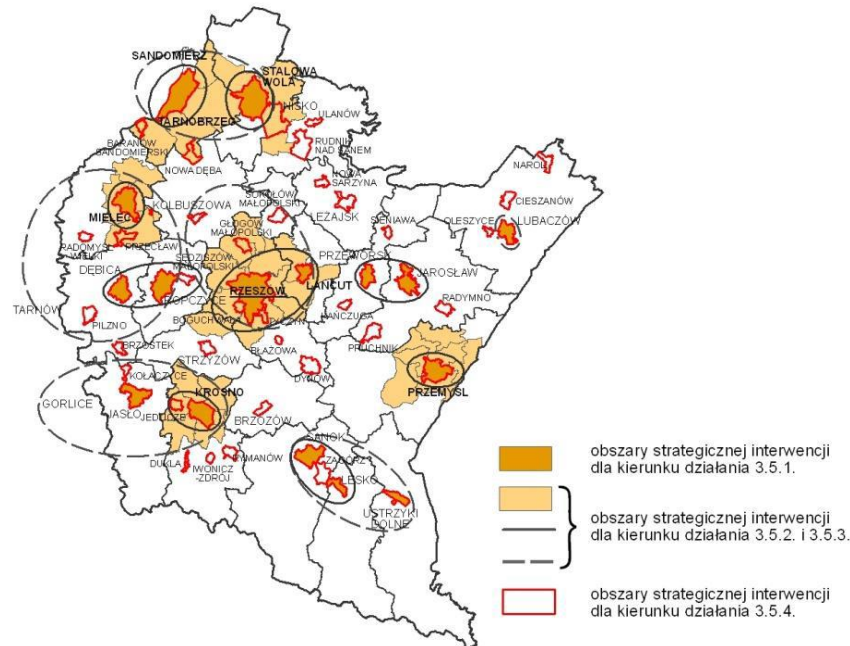 SANDOMIERZ
STALOWA
WOLA
TARNOBRZEG
NISKO
ULANÓW
RUDNIK
NAD SANEM
BARANÓW
SANDOMIERSKI
NOWA DĘBA
NAROL
NOWA
SARZYNA
CIESZANÓW
KOLBUSZOWA
SOKOŁÓW
MAŁOPOLSKI
LEŻAJSK
SIENIAWA
OLESZYCE
LUBACZÓW
MIELEC
GŁOGÓW
MAŁOPOLSKI
RADOMYŚL
WIELKI
PRZECŁAW
SĘDZISZÓW
MAŁOPOLSKI
PRZEWORSK
DĘBICA
JAROSŁAW
TARNÓW
ROPCZYCE
RZESZÓW
ŁAŃCUT
RADYMNO
KAŃCZUGA
PILZNO
BOGUCHWAŁA
TYCZYN
BRZOSTEK
STRZYŻÓW
BŁAŻOWA
PRUCHNIK
KOŁACZYCE
DYNÓW
PRZEMYŚL
GORLICE
KROSNO
JASŁO
JEDLICZE
BRZOZÓW
SANOK
DUKLA
IWONICZ
-ZDRÓJ
RYMANÓW
ZAGÓRZ
LESKO
USTRZYKI
DOLNE
obszary strategicznej interwencji
dla kierunku działania 3.5.1.
obszary strategicznej interwencji
dla kierunku działania 3.5.2. i 3.5.3.
obszary strategicznej interwencji
dla kierunku działania 3.5.4.